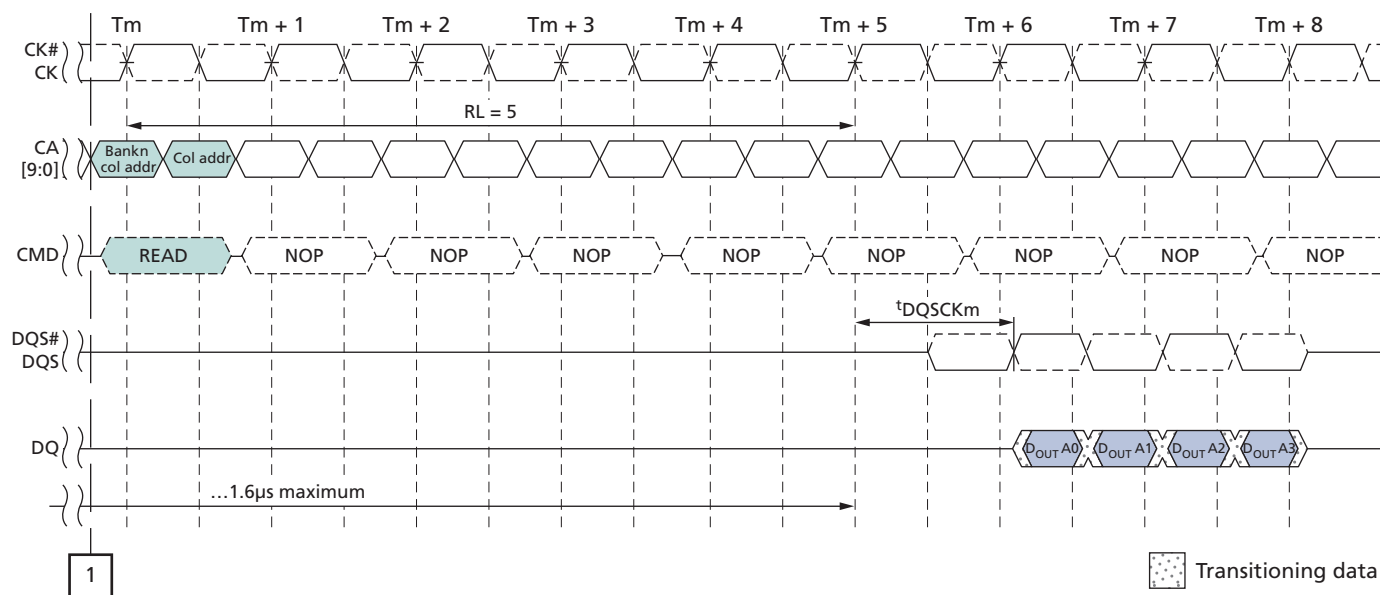 Tm Tm + 1 Tm + 2 Tm + 3 Tm + 4 Tm + 5 Tm + 6 Tm + 7 Tm + 8
CK#
CK
RL = 5
CA
[9:0]
Bankn
col addr
Col addr
CMD READ NOP NOP NOP NOP NOP NOP NOP NOP
tDQSCKm
DQS#
DQS
DQ DOUT A0 DOUT A1 DOUT A2 DOUT A3
...1.6μs maximum
1
Transitioning data